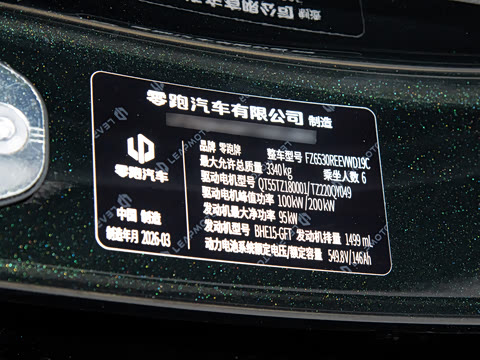 零跑汽车有限公司 制造
品牌 零跑牌 整车型号 FZ6530REEVWD19C
最大允许总质量 3340kg 乘坐人数 6
驱动电机型号 QT55TZ180001/TZ220QY049
驱动电机峰值功率 100kW/200kW
发动机最大净功率 95kW
发动机型号 BHE15-GFT 发动机排量 1499 mL
动力电池系统额定电压/额定容量 549.8V/146Ah
零跑汽车
中国 制造
制造年月 2026-03
LEAPMOTOR